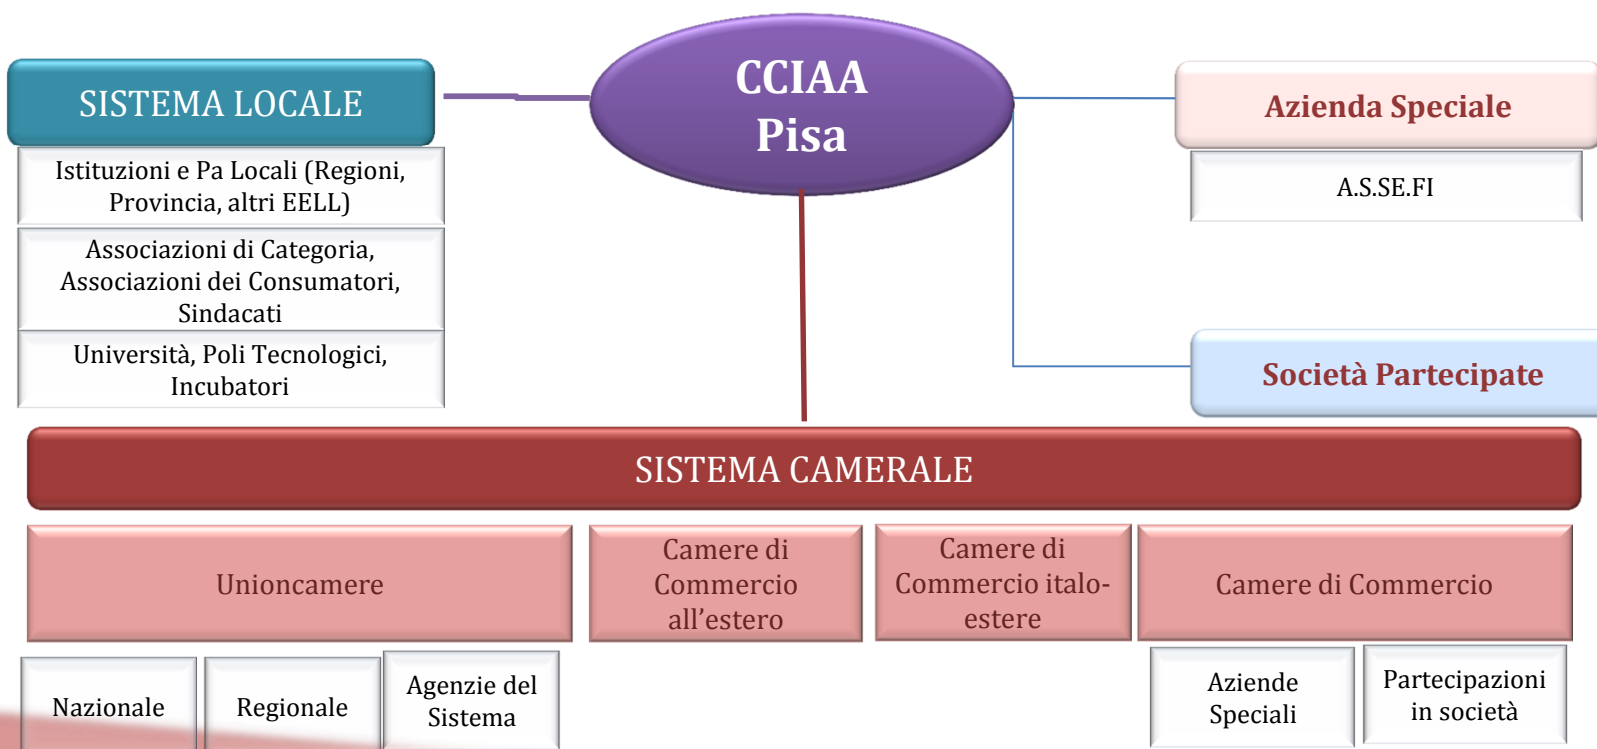 CCIAA
Pisa
SISTEMA LOCALE
Istituzioni e Pa Locali (Regioni,
Provincia, altri EELL)
Associazioni di Categoria,
Associazioni dei Consumatori,
Sindacati
Università, Poli Tecnologici,
Incubatori
Azienda Speciale
A.S.SE.FI
Società Partecipate
SISTEMA CAMERALE
Unioncamere
Camere di
Commercio
all’estero
Camere di
Commercio italo-
estere
Camere di Commercio
Nazionale
Regionale
Agenzie del
Sistema
Aziende
Speciali
Partecipazioni
in società